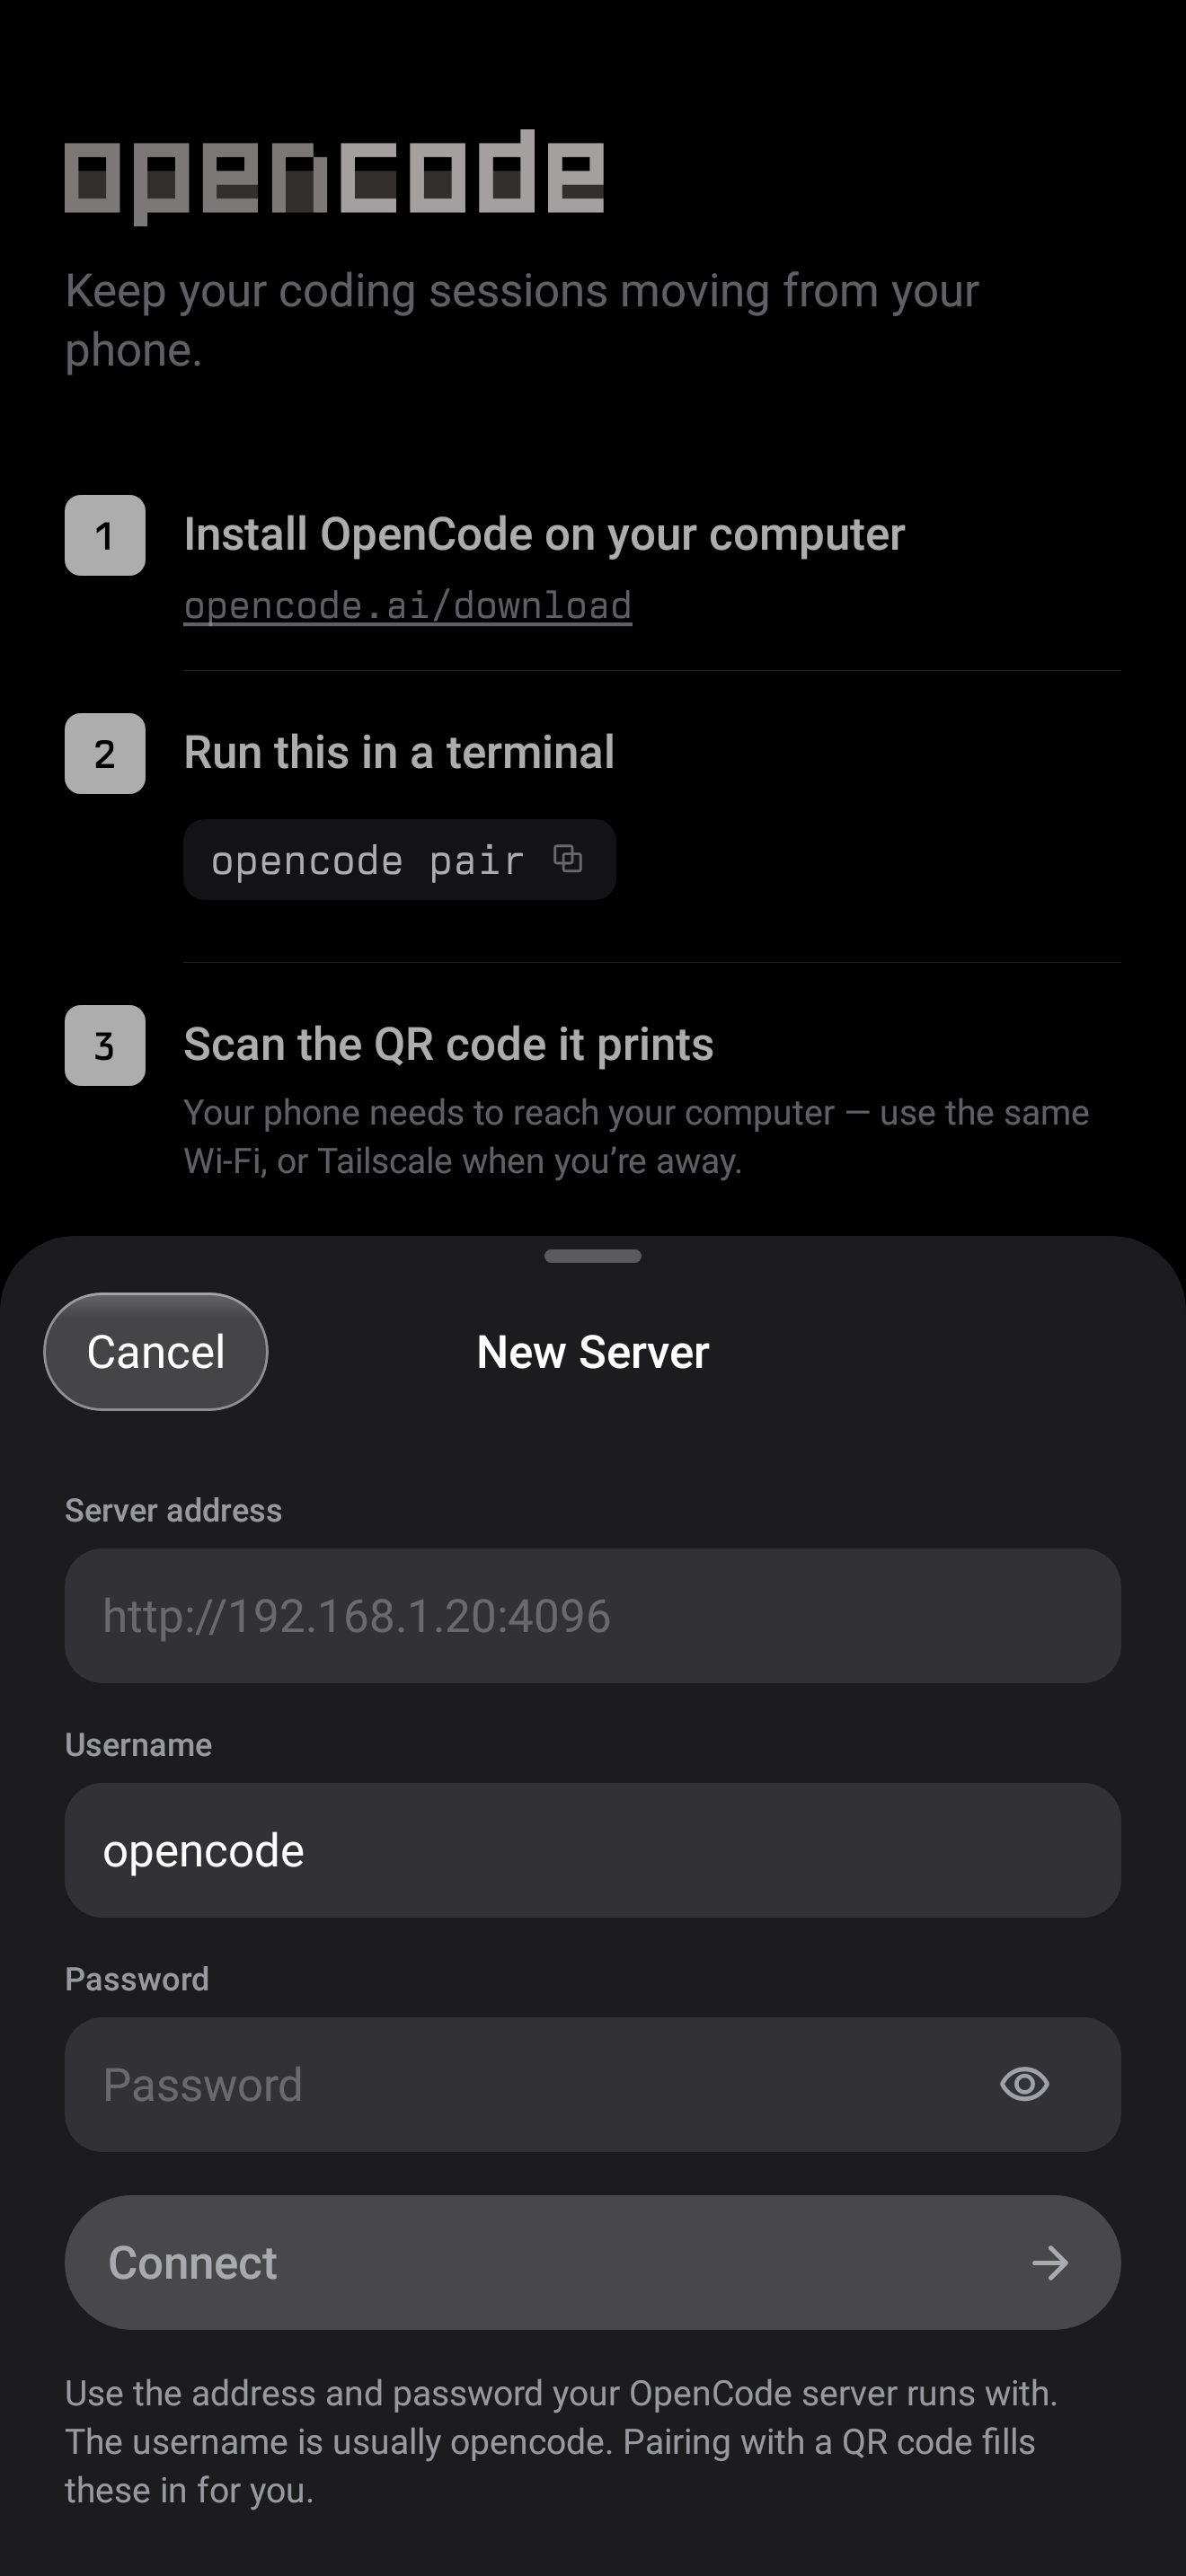 opencode
Keep your coding sessions moving from your
phone.
1
Install OpenCode on your computer
opencode.ai/download
2
Run this in a terminal
opencode pair
3
Scan the QR code it prints
Your phone needs to reach your computer — use the same
Wi-Fi, or Tailscale when you’re away.
Cancel
New Server
Server address
http://192.168.1.20:4096
Username
opencode
Password
Password
Connect
Use the address and password your OpenCode server runs with.
The username is usually opencode. Pairing with a QR code fills
these in for you.